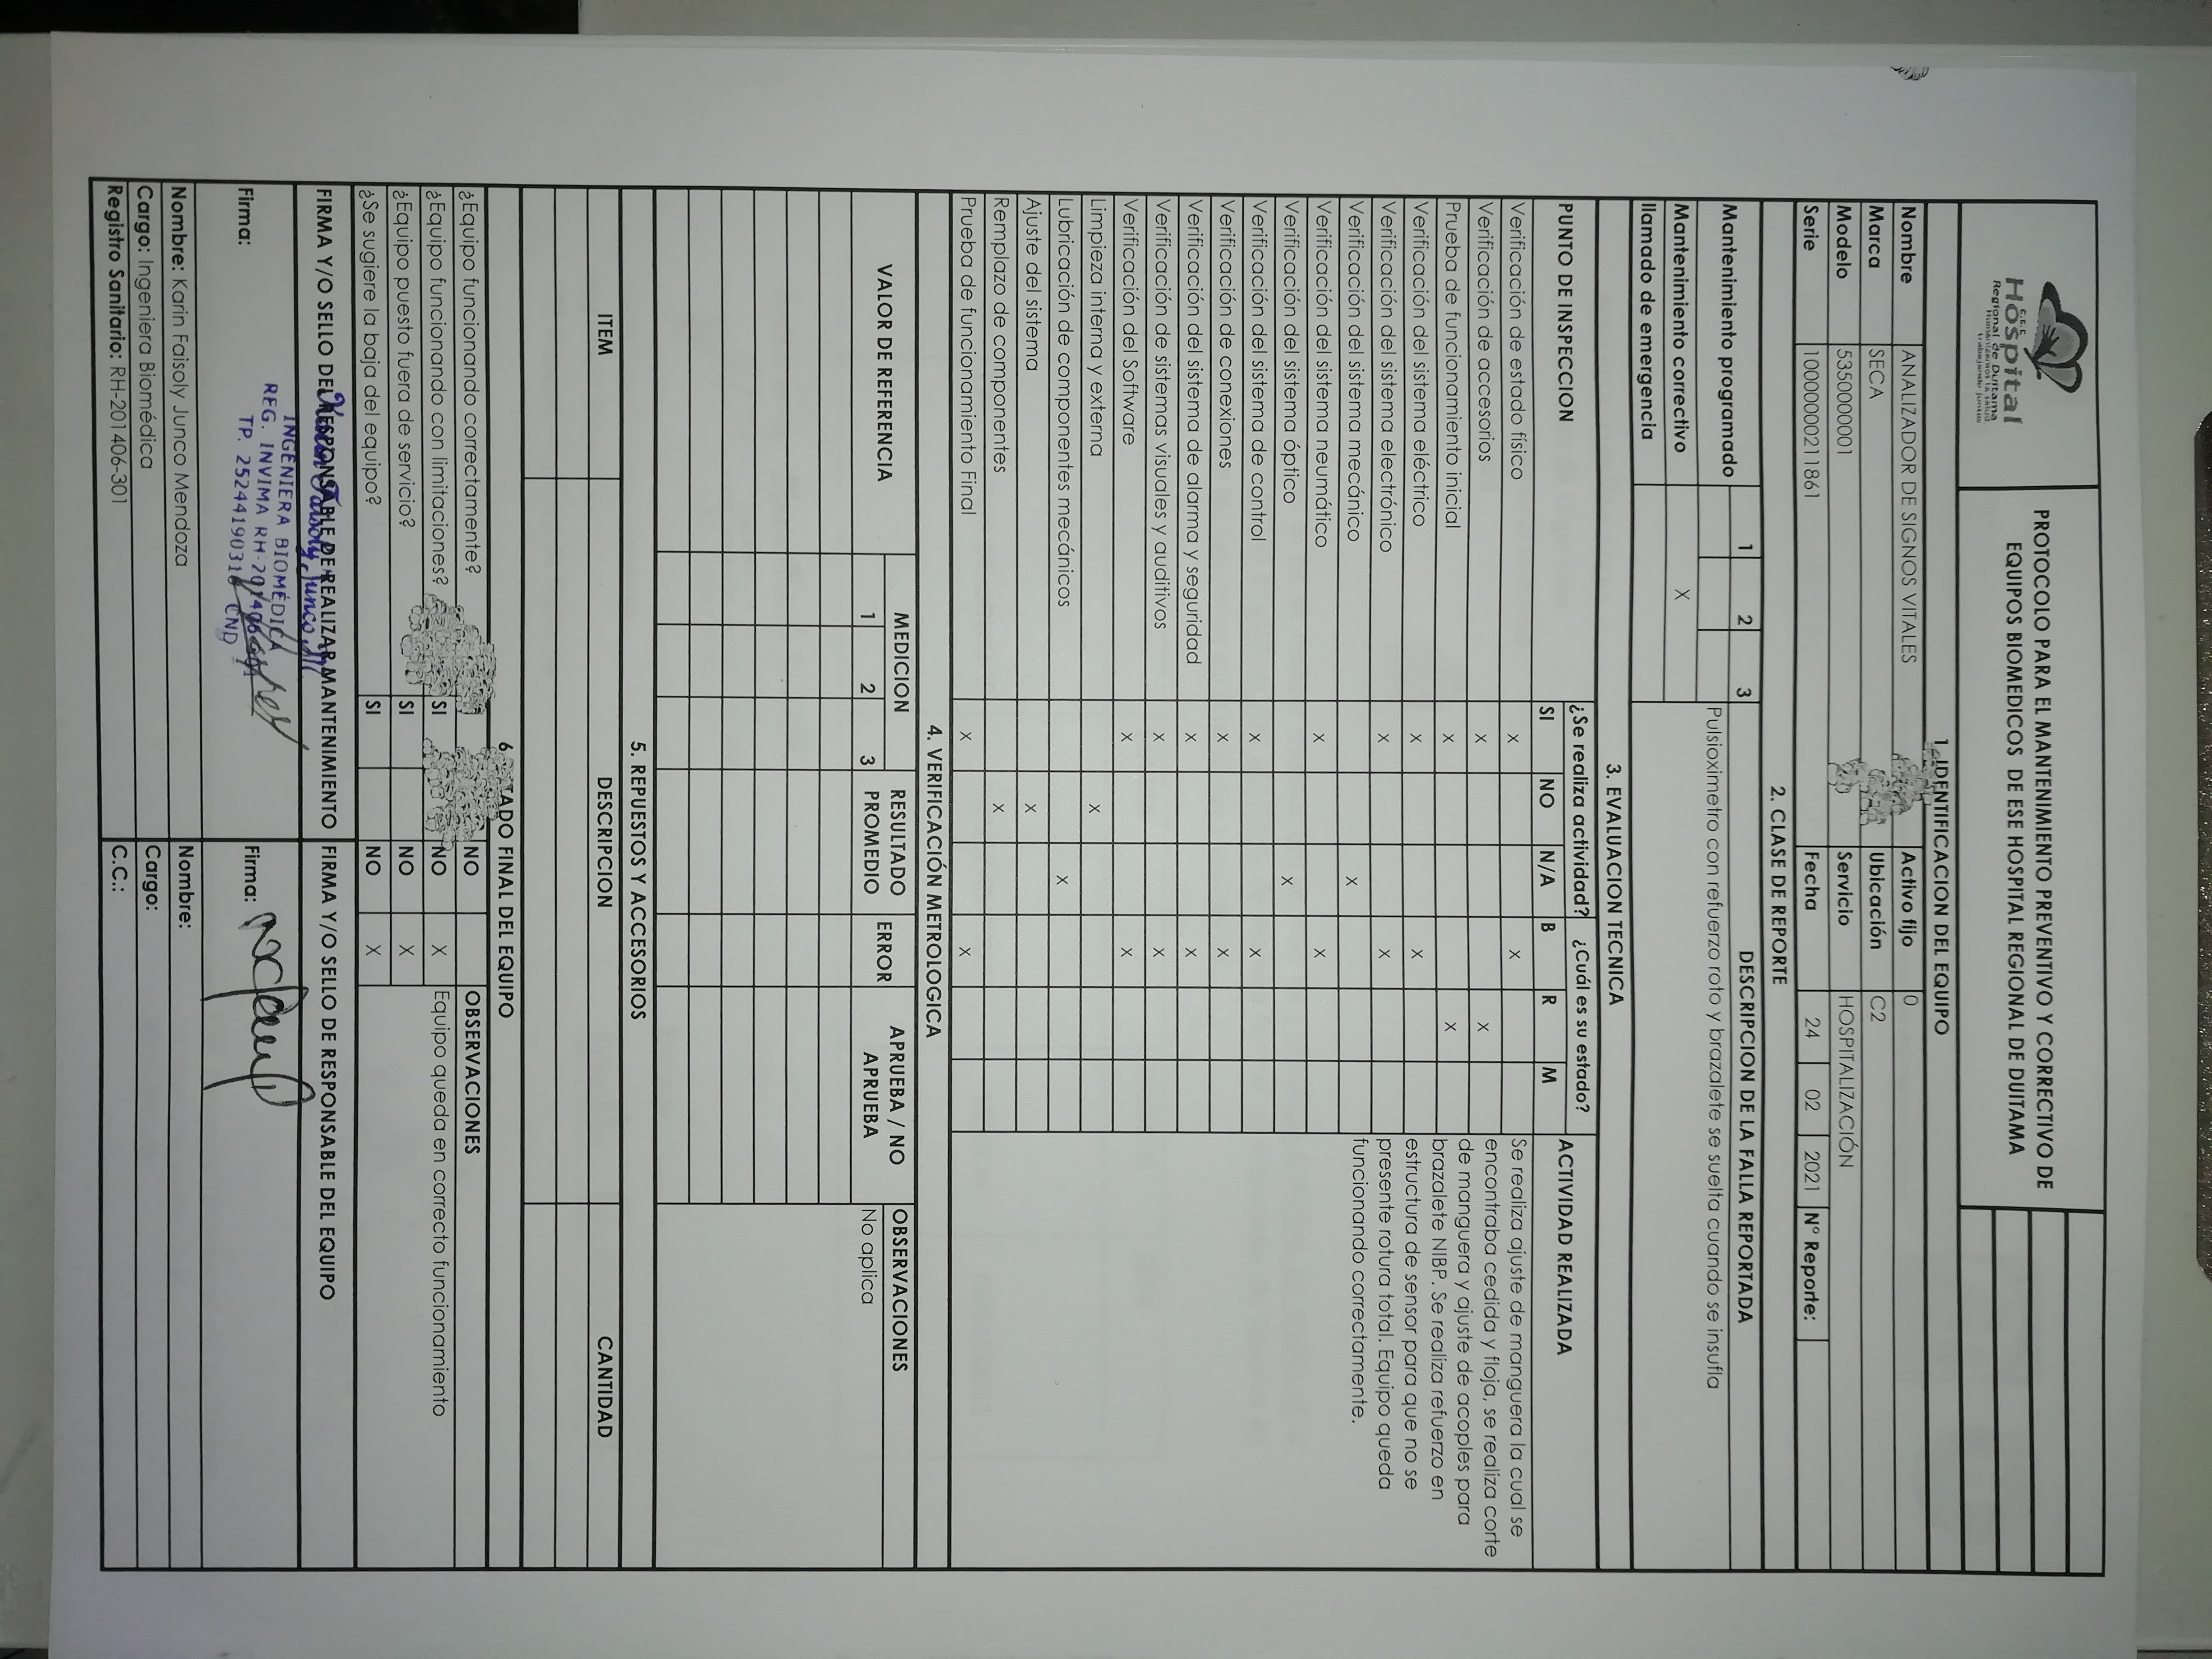 E.S.E
Hospital
Regional de Duitama
Humanizamos la salud
trabajando juntos
PROTOCOLO PARA EL MANTENIMIENTO PREVENTIVO Y CORRECTIVO DE
EQUIPOS BIOMEDICOS DE ESE HOSPITAL REGIONAL DE DUITAMA
1. IDENTIFICACION DEL EQUIPO
Nombre ANALIZADOR DE SIGNOS VITALES Activo fijo 0
Marca SECA Ubicación C2
Modelo 5350000001 Servicio HOSPITALIZACIÓN
Serie 10000000211861 Fecha 24 02 2021 N° Reporte:
2. CLASE DE REPORTE
Mantenimiento programado 1 2 3 DESCRIPCION DE LA FALLA REPORTADA
Pulsioximetro con refuerzo roto y brazalete se suelta cuando se insufla
Mantenimiento correctivo X
llamado de emergencia
3. EVALUACION TECNICA
PUNTO DE INSPECCION ¿Se realiza actividad? ¿Cuál es su estado? ACTIVIDAD REALIZADA
SI NO N/A B R M
Verificación de estado físico X X
Verificación de accesorios X X
Prueba de funcionamiento inicial X X
Verificación del sistema eléctrico X X
Verificación del sistema electrónico X X
Verificación del sistema mecánico X
Verificación del sistema neumático X X
Verificación del sistema óptico X
Verificación del sistema de control X X
Verificación de conexiones X X
Verificación del sistema de alarma y seguridad X X
Verificación de sistemas visuales y auditivos X X
Verificación del Software X X
Limpieza interna y externa X
Lubricación de componentes mecánicos X
Ajuste del sistema X
Remplazo de componentes X
Prueba de funcionamiento Final X X
Se realiza ajuste de manguera la cual se
encontraba cedida y floja, se realiza corte
de manguera y ajuste de acoples para
brazalete NIBP. Se realiza refuerzo en
estructura de sensor para que no se
presente rotura total. Equipo queda
funcionando correctamente.
4. VERIFICACIÓN METROLOGICA
VALOR DE REFERENCIA MEDICION RESULTADO PROMEDIO ERROR APRUEBA / NO APRUEBA OBSERVACIONES
1 2 3
No aplica
5. REPUESTOS Y ACCESORIOS
ITEM DESCRIPCION CANTIDAD
6 TADO FINAL DEL EQUIPO
¿Equipo funcionando correctamente? NO OBSERVACIONES
¿Equipo funcionando con limitaciones? SI NO X Equipo queda en correcto funcionamiento
¿Equipo puesto fuera de servicio? SI NO X
¿Se sugiere la baja del equipo? SI NO X
FIRMA Y/O SELLO DEL RESPONSABLE DE REALIZAR MANTENIMIENTO FIRMA Y/O SELLO DE RESPONSABLE DEL EQUIPO
Karin Faisoly Junco M
INGENIERA BIOMÉDICA
REG. INVIMA RH-201406-301
TP. 25244190316 CND
Firma: Firma:
Nombre: Karin Faisoly Junco Mendoza Nombre:
Cargo: Ingeniera Biomédica Cargo:
Registro Sanitario: RH-201406-301 C.C.: